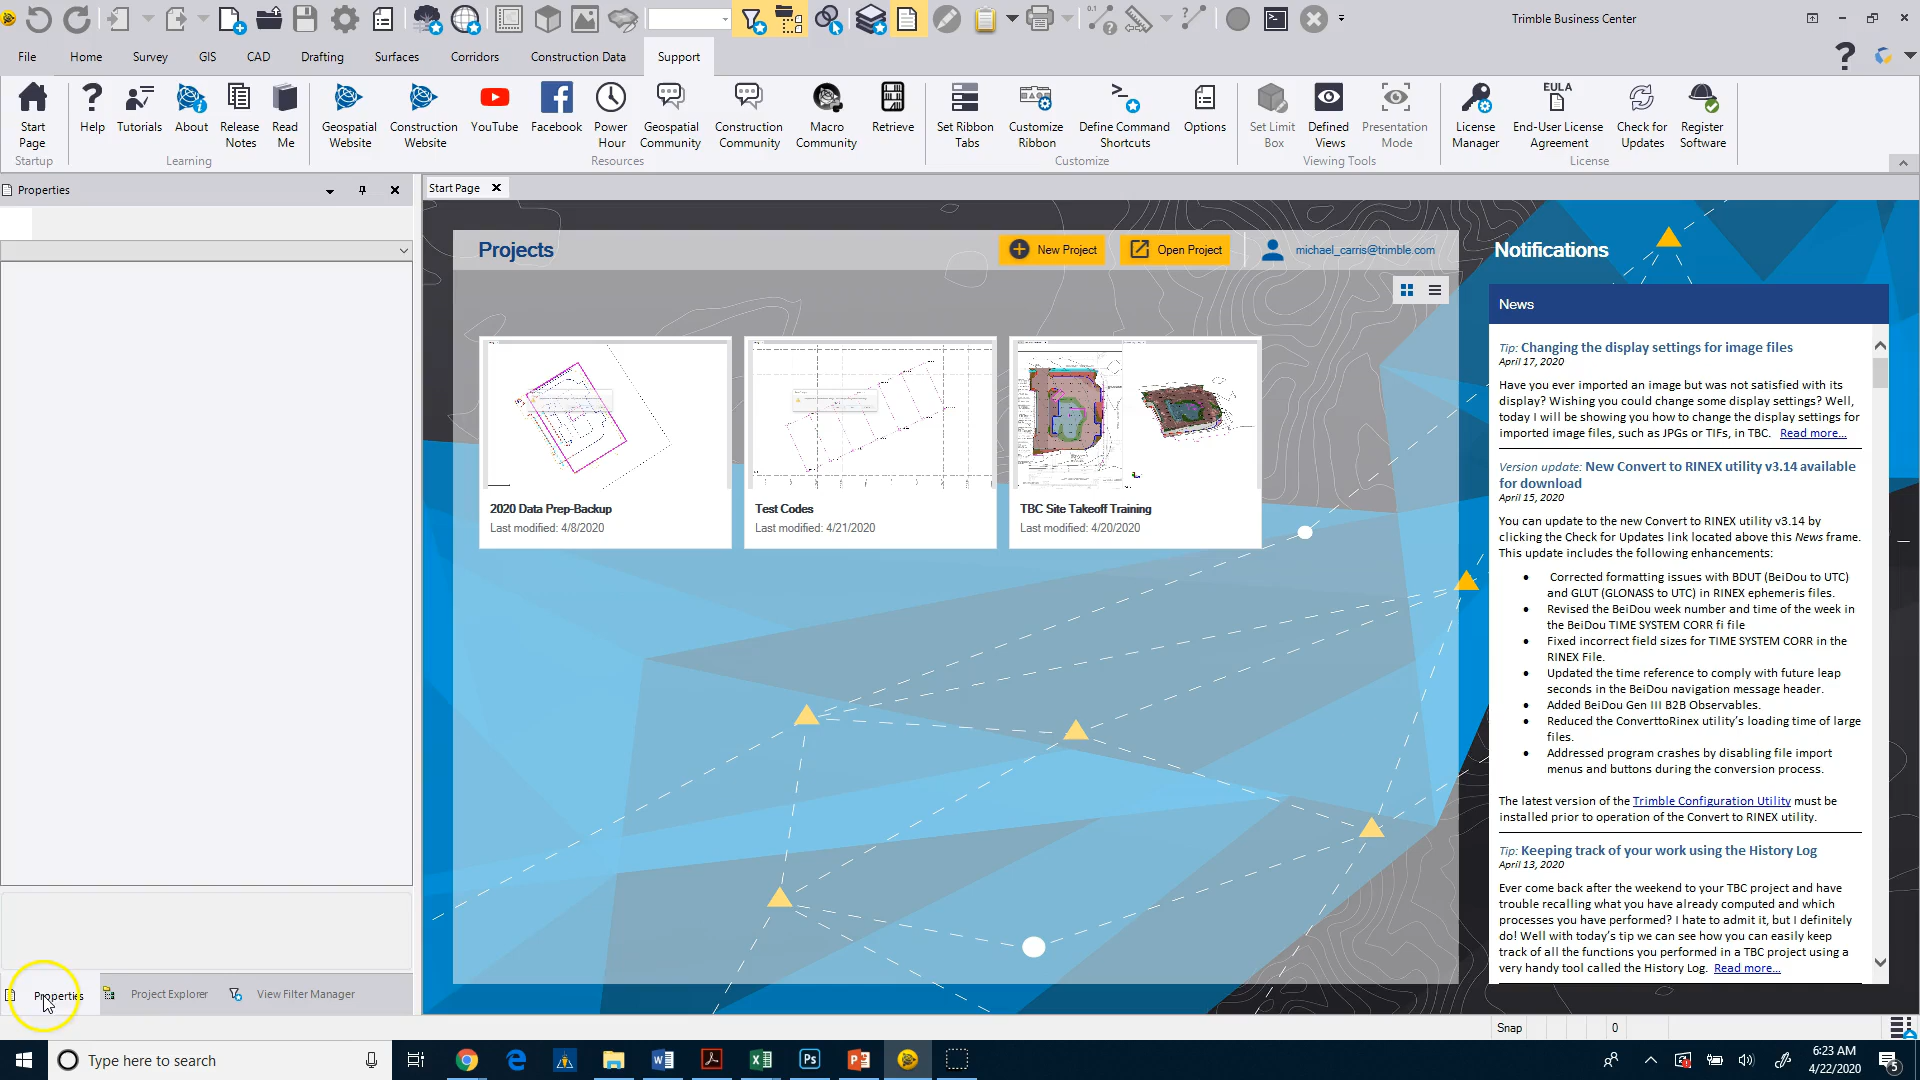 Trimble Business Center
File
Home
Survey
GIS
CAD
Drafting
Surfaces
Corridors
Construction Data
Support
Start Page
Help
Tutorials
About
Release Notes
Read Me
Geospatial Website
Construction Website
YouTube
Facebook
Power Hour
Geospatial Community
Construction Community
Macro Community
Retrieve
Set Ribbon Tabs
Customize Ribbon
Define Command Shortcuts
Options
Set Limit Box
Defined Views
Presentation Mode
License Manager
EULA
End-User License Agreement
Check for Updates
Register Software
Startup
Learning
Resources
Customize
Viewing Tools
License
Properties
Start Page
Projects
New Project
Open Project
michael_carris@trimble.com
2020 Data Prep-Backup
Last modified: 4/8/2020
Test Codes
Last modified: 4/21/2020
TBC Site Takeoff Training
Last modified: 4/20/2020
Notifications
News
Tip: Changing the display settings for image files
April 17, 2020
Have you ever imported an image but was not satisfied with its
display? Wishing you could change some display settings? Well,
today I will be showing you how to change the display settings for
imported image files, such as JPGs or TIFs, in TBC. Read more...
Version update: New Convert to RINEX utility v3.14 available
for download
April 15, 2020
You can update to the new Convert to RINEX utility v3.14 by
clicking the Check for Updates link located above this News frame.
This update includes the following enhancements:
• Corrected formatting issues with BDUT (BeiDou to UTC)
and GLUT (GLONASS to UTC) in RINEX ephemeris files.
• Revised the BeiDou week number and time of the week in
the BeiDou TIME SYSTEM CORR fi file
• Fixed incorrect field sizes for TIME SYSTEM CORR in the
RINEX File.
• Updated the time reference to comply with future leap
seconds in the BeiDou navigation message header.
• Added BeiDou Gen III B2B Observables.
• Reduced the ConverttoRinex utility's loading time of large
files.
• Addressed program crashes by disabling file import
menus and buttons during the conversion process.
The latest version of the Trimble Configuration Utility must be
installed prior to operation of the Convert to RINEX utility.
Tip: Keeping track of your work using the History Log
April 13, 2020
Ever come back after the weekend to your TBC project and have
trouble recalling what you have already computed and which
processes you have performed? I hate to admit it, but I definitely
do! Well with today's tip we can see how you can easily keep
track of all the functions you performed in a TBC project using a
very handy tool called the History Log. Read more...
Properties
Project Explorer
View Filter Manager
Snap
0
Type here to search
6:23 AM
4/22/2020
5